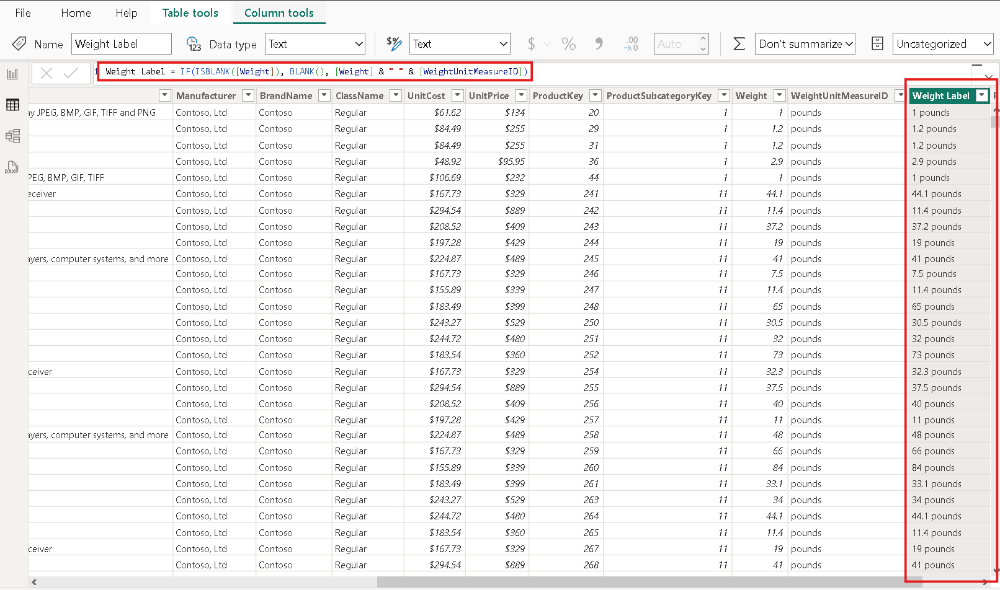 File Home Help Table tools Column tools
Name Weight Label 123 Data type Text $% Text $ % .00 .0 Auto Don't summarize Uncategorized
1 Weight Label = IF(ISBLANK([Weight]), BLANK(), [Weight] & " " & [WeightUnitMeasureID])
Manufacturer BrandName ClassName UnitCost UnitPrice ProductKey ProductSubcategoryKey Weight WeightUnitMeasureID Weight Label
ay JPEG, BMP, GIF, TIFF and PNG Contoso, Ltd Contoso Regular $61.62 $134 20 1 1 pounds 1 pounds
Contoso, Ltd Contoso Regular $84.49 $255 29 1 1.2 pounds 1.2 pounds
Contoso, Ltd Contoso Regular $84.49 $255 31 1 1.2 pounds 1.2 pounds
Contoso, Ltd Contoso Regular $48.92 $95.95 36 1 2.9 pounds 2.9 pounds
PEG, BMP, GIF, TIFF Contoso, Ltd Contoso Regular $106.69 $232 44 1 1 pounds 1 pounds
eceiver Contoso, Ltd Contoso Regular $167.73 $329 241 11 44.1 pounds 44.1 pounds
Contoso, Ltd Contoso Regular $294.54 $889 242 11 11.4 pounds 11.4 pounds
Contoso, Ltd Contoso Regular $208.52 $409 243 11 37.2 pounds 37.2 pounds
Contoso, Ltd Contoso Regular $197.28 $429 244 11 19 pounds 19 pounds
ayers, computer systems, and more Contoso, Ltd Contoso Regular $224.87 $489 245 11 41 pounds 41 pounds
Contoso, Ltd Contoso Regular $167.73 $329 246 11 7.5 pounds 7.5 pounds
Contoso, Ltd Contoso Regular $155.89 $339 247 11 11.4 pounds 11.4 pounds
Contoso, Ltd Contoso Regular $183.49 $399 248 11 65 pounds 65 pounds
Contoso, Ltd Contoso Regular $243.27 $529 250 11 30.5 pounds 30.5 pounds
Contoso, Ltd Contoso Regular $244.72 $480 251 11 32 pounds 32 pounds
Contoso, Ltd Contoso Regular $183.54 $360 252 11 73 pounds 73 pounds
ceiver Contoso, Ltd Contoso Regular $167.73 $329 254 11 32.3 pounds 32.3 pounds
Contoso, Ltd Contoso Regular $294.54 $889 255 11 37.5 pounds 37.5 pounds
Contoso, Ltd Contoso Regular $208.52 $409 256 11 40 pounds 40 pounds
Contoso, Ltd Contoso Regular $197.28 $429 257 11 11 pounds 11 pounds
ayers, computer systems, and more Contoso, Ltd Contoso Regular $224.87 $489 258 11 48 pounds 48 pounds
Contoso, Ltd Contoso Regular $167.73 $329 259 11 66 pounds 66 pounds
Contoso, Ltd Contoso Regular $155.89 $339 260 11 84 pounds 84 pounds
Contoso, Ltd Contoso Regular $183.49 $399 261 11 33.1 pounds 33.1 pounds
Contoso, Ltd Contoso Regular $243.27 $529 263 11 34 pounds 34 pounds
Contoso, Ltd Contoso Regular $244.72 $480 264 11 44.1 pounds 44.1 pounds
Contoso, Ltd Contoso Regular $183.54 $360 265 11 11.4 pounds 11.4 pounds
ceiver Contoso, Ltd Contoso Regular $167.73 $329 267 11 19 pounds 19 pounds
Contoso, Ltd Contoso Regular $294.54 $889 268 11 41 pounds 41 pounds
DAX